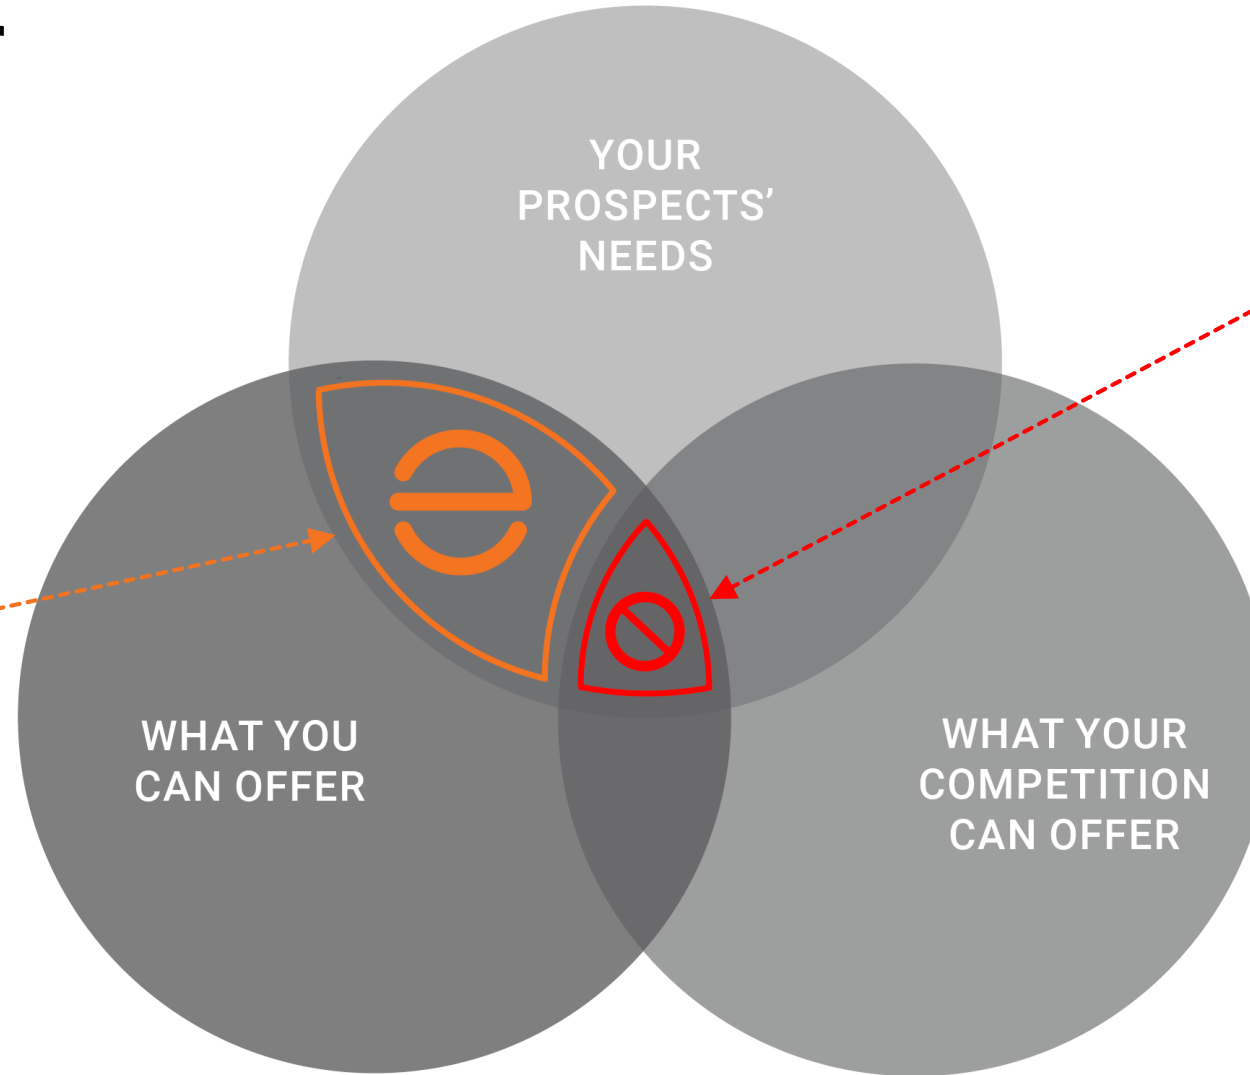 YOUR
PROSPECTS’
NEEDS
WHAT YOU
CAN OFFER
WHAT YOUR
COMPETITION
CAN OFFER